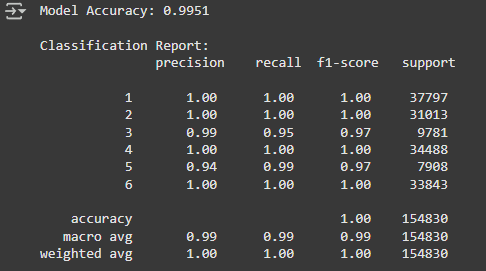 Model Accuracy: 0.9951
Classification Report:
precision recall f1-score support
1 1.00 1.00 1.00 37797
2 1.00 1.00 1.00 31013
3 0.99 0.95 0.97 9781
4 1.00 1.00 1.00 34488
5 0.94 0.99 0.97 7908
6 1.00 1.00 1.00 33843
accuracy 1.00 154830
macro avg 0.99 0.99 0.99 154830
weighted avg 1.00 1.00 1.00 154830